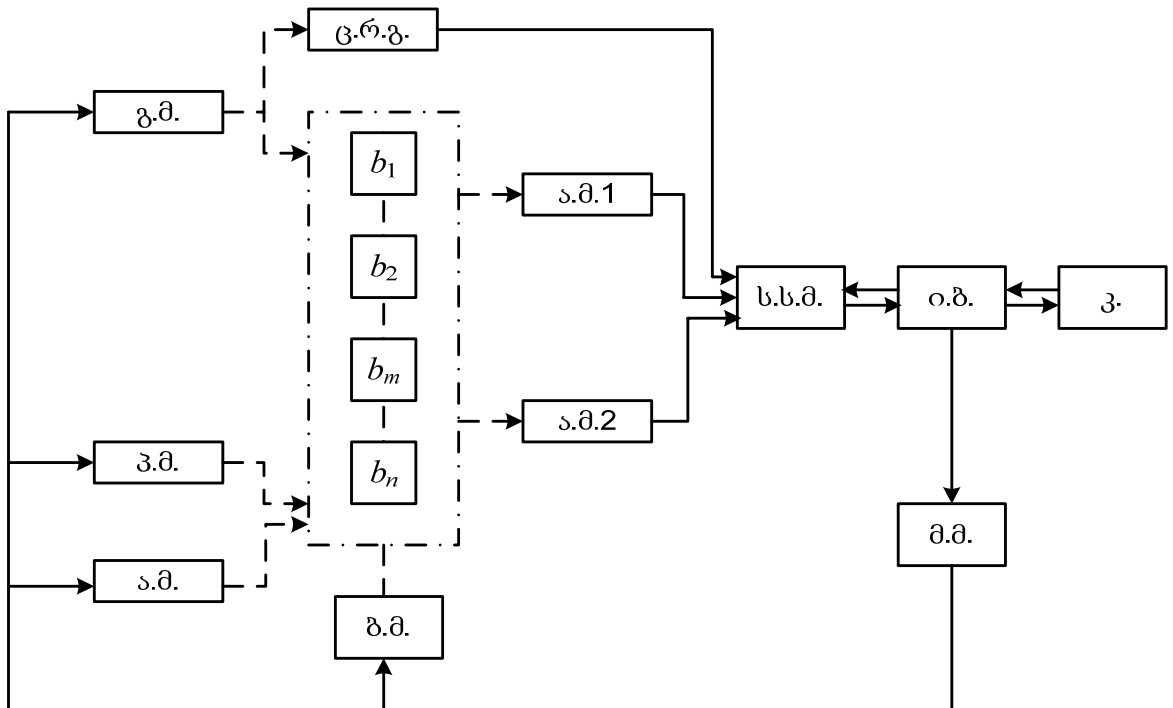 ც.რ.გ.
გ.მ.
b1
ა.მ.1
b2
ს.ს.მ.
ი.ბ.
კ.
bm
ა.მ.2
პ.მ.
bn
მ.მ.
ა.მ.
ბ.მ.